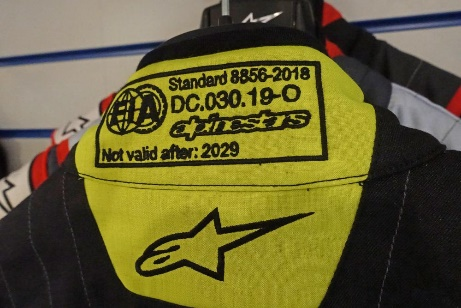 Standard 8856-2018
FIA
DC.030.19-O
alpinestars
Not valid after: 2029